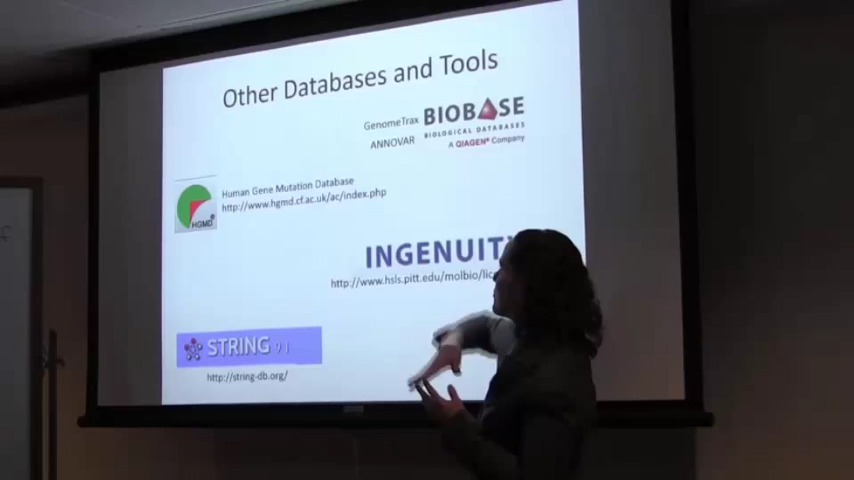 Other Databases and Tools
GenomeTrax
BIOBASE
BIOLOGICAL DATABASES
ANNOVAR
A QIAGEN® Company
Human Gene Mutation Database
http://www.hgmd.cf.ac.uk/ac/index.php
HGMD®
INGENUIT
http://www.hsls.pitt.edu/molbio/lic
STRING 9.1
http://string-db.org/